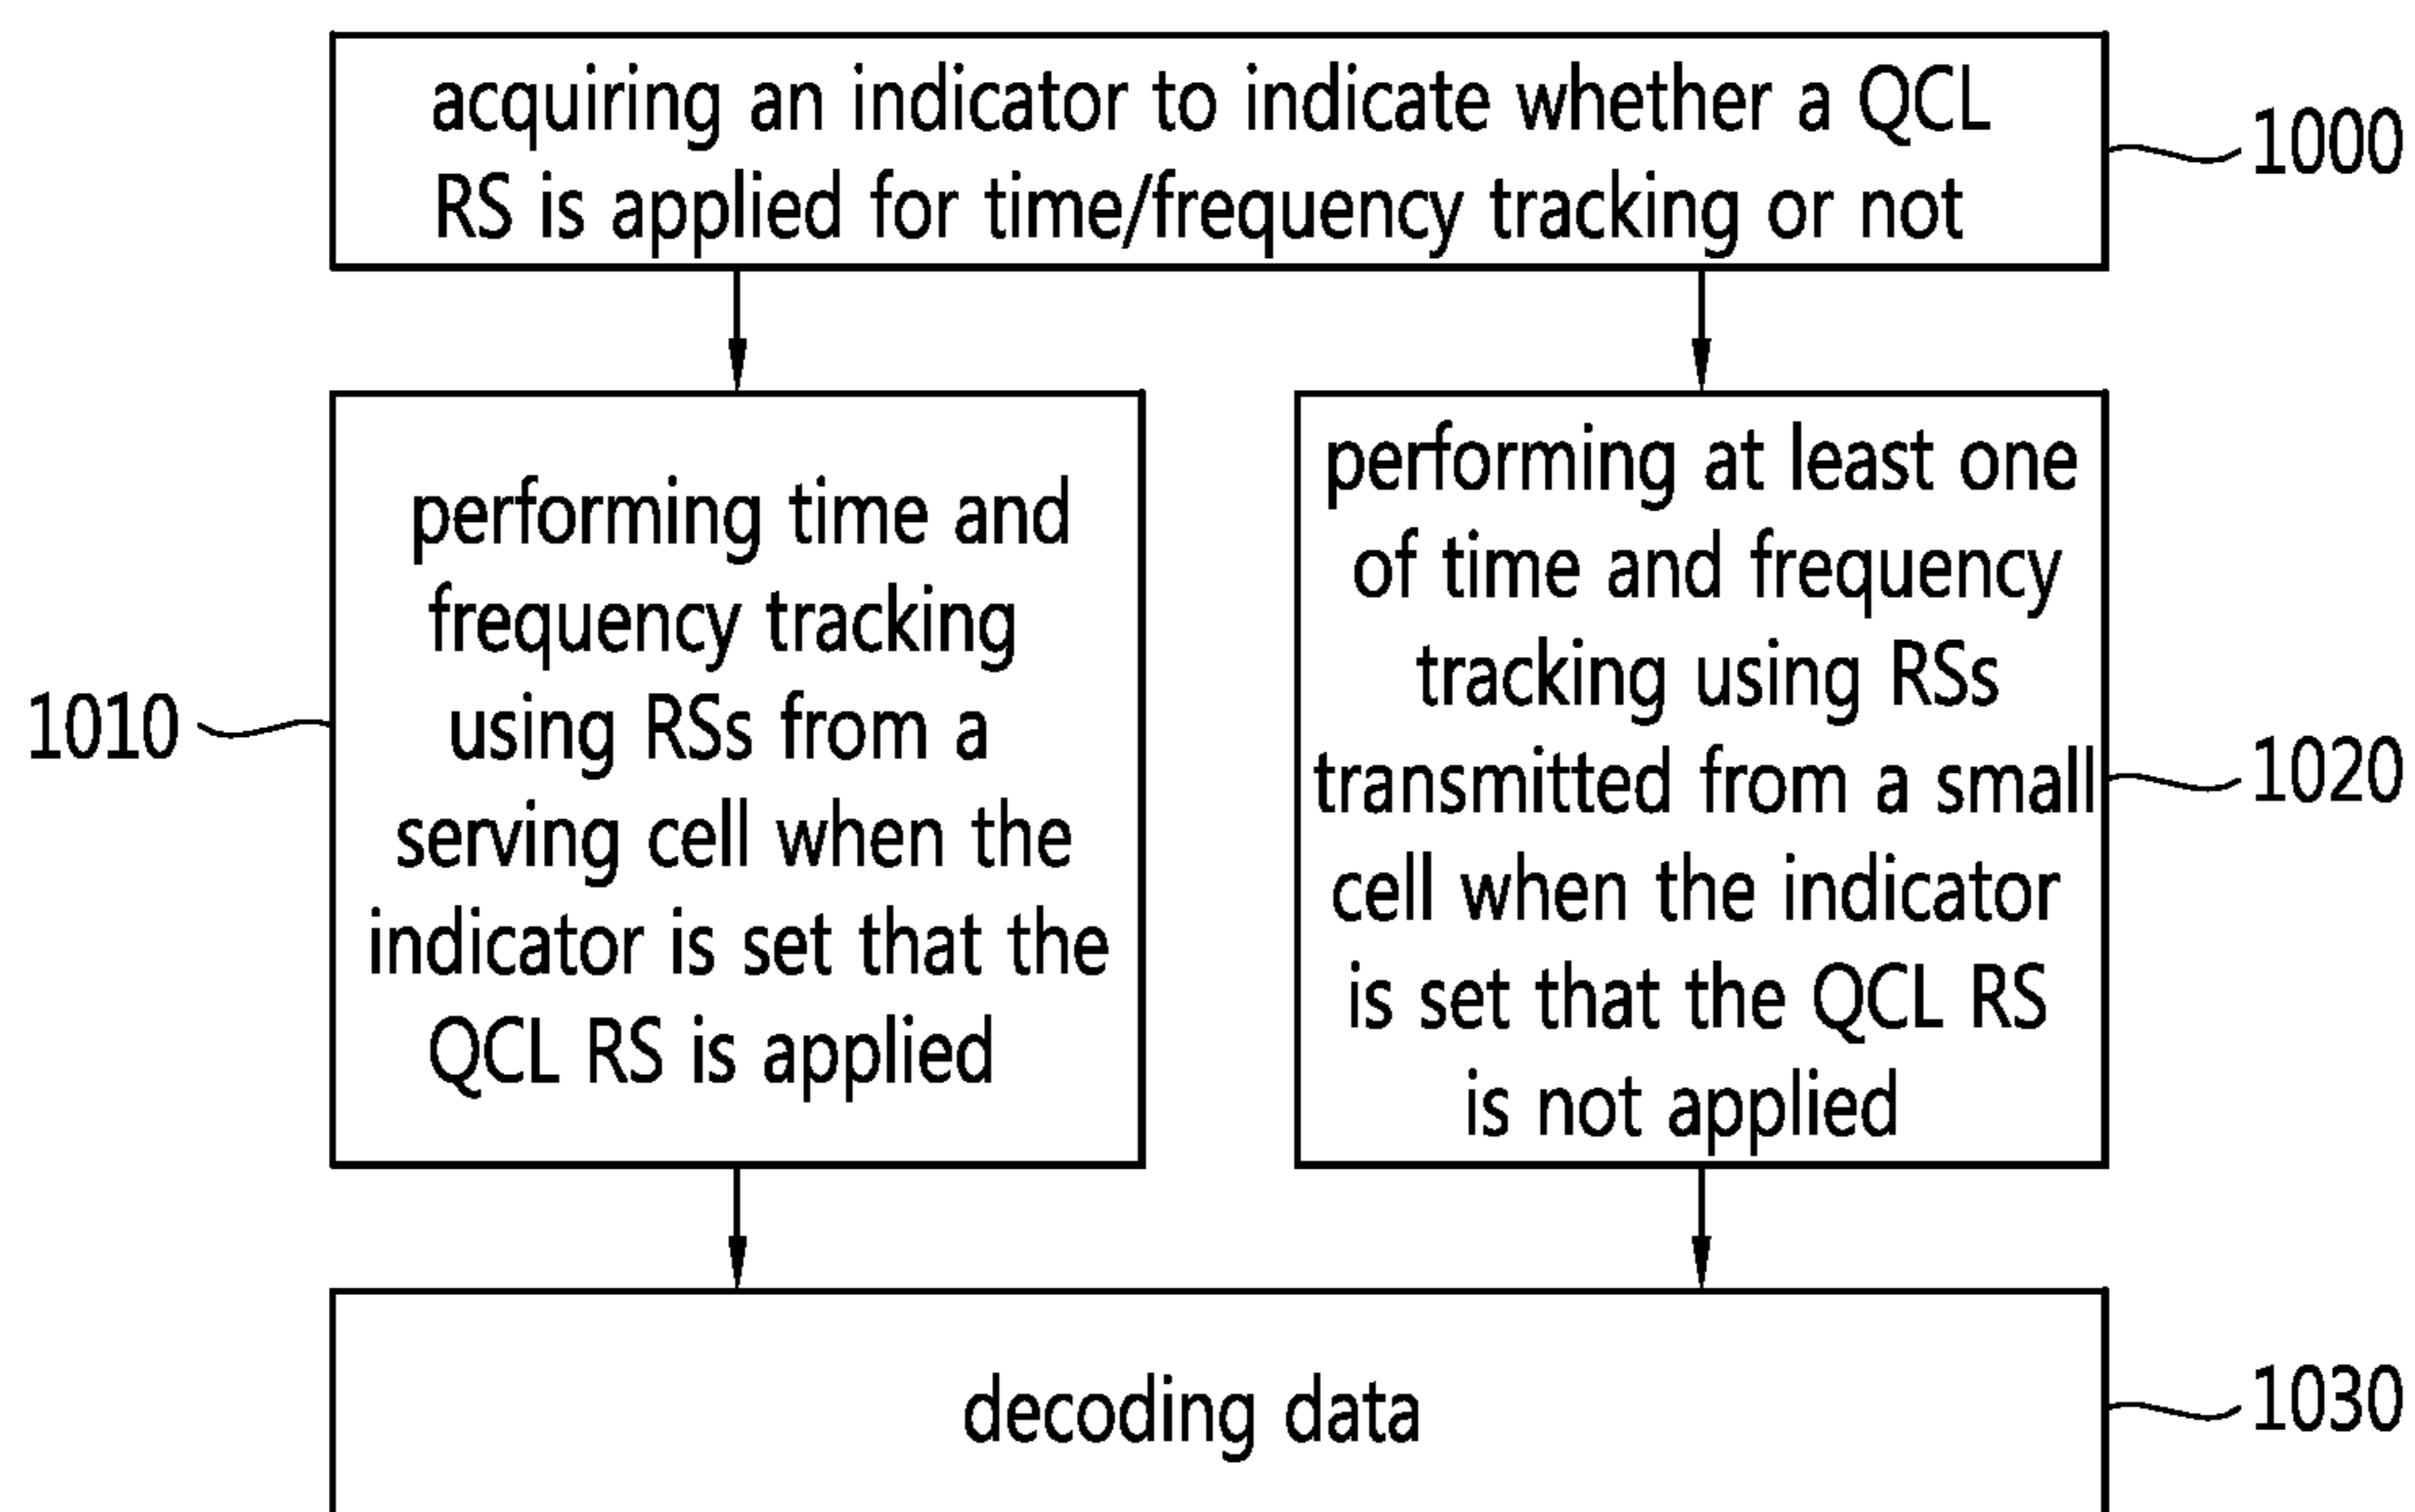 acquiring an indicator to indicate whether a QCL
RS is applied for time/frequency tracking or not
1000
performing time and
frequency tracking
using RSs from a
serving cell when the
indicator is set that the
QCL RS is applied
1010
performing at least one
of time and frequency
tracking using RSs
transmitted from a small
cell when the indicator
is set that the QCL RS
is not applied
1020
decoding data
1030